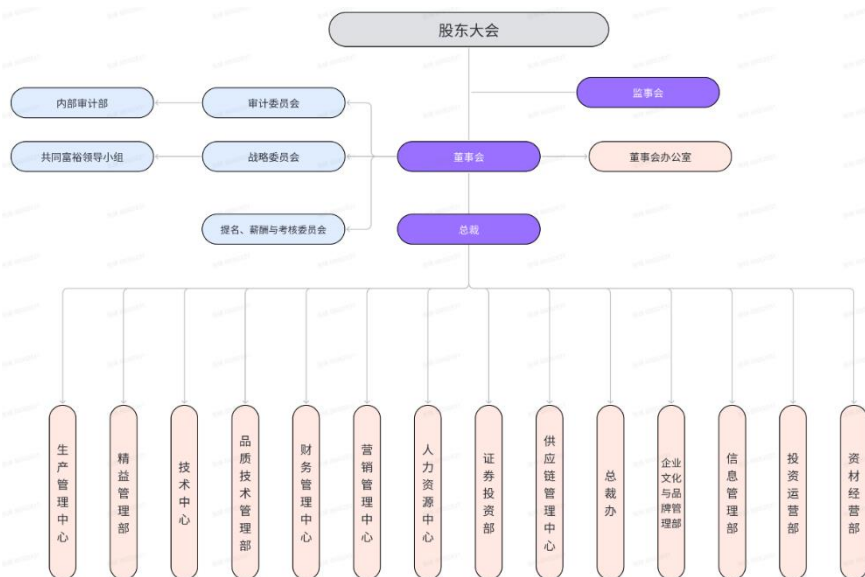 股东大会
监事会
内部审计部
审计委员会
共同富裕领导小组
战略委员会
董事会
董事会办公室
提名、薪酬与考核委员会
总裁
生产管理中心
精益管理部
技术中心
品质技术管理部
财务管理中心
营销管理中心
人力资源中心
证券投资部
供应链管理中心
总裁办
企业文化与品牌管理部
信息管理部
投资运营部
资材经营部